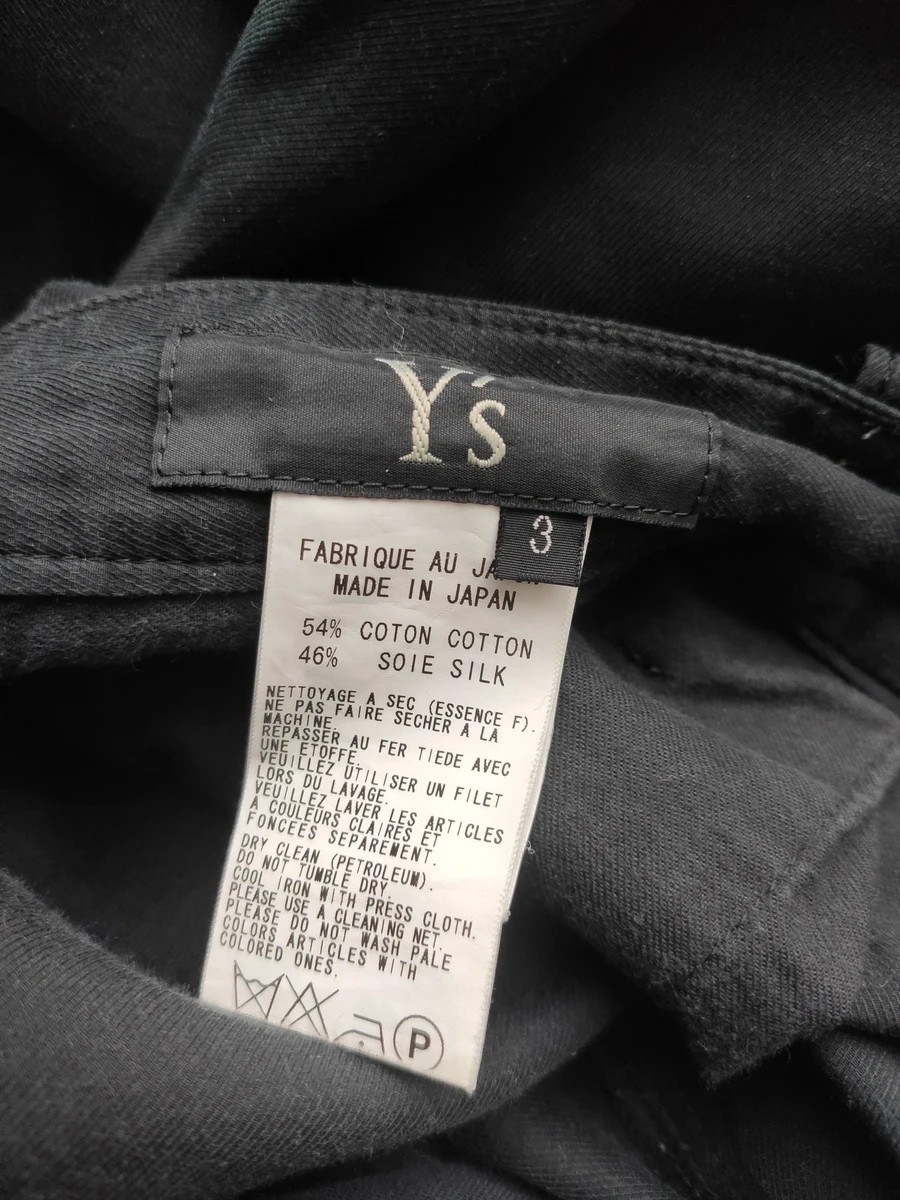 Y's
3
FABRIQUE AU
MADE IN JAPAN
54% COTON COTTON
46% SOIE SILK
NETTOYAGE A SEC (ESSENCE F).
NE PAS FAIRE SECHER A LA
MACHINE.
REPASSER AU FER TIEDE AVEC
UNE ETOFFE.
VEUILLEZ UTILISER UN FILET
LORS DU LAVAGE.
VEUILLEZ LAVER LES ARTICLES
A COULEURS CLAIRES ET
FONCEES SEPAREMENT.
DRY CLEAN (PETROLEUM).
DO NOT TUMBLE DRY.
COOL IRON WITH PRESS CLOTH.
PLEASE USE A CLEANING NET.
PLEASE DO NOT WASH PALE
COLORS ARTICLES WITH
COLORED ONES.
P